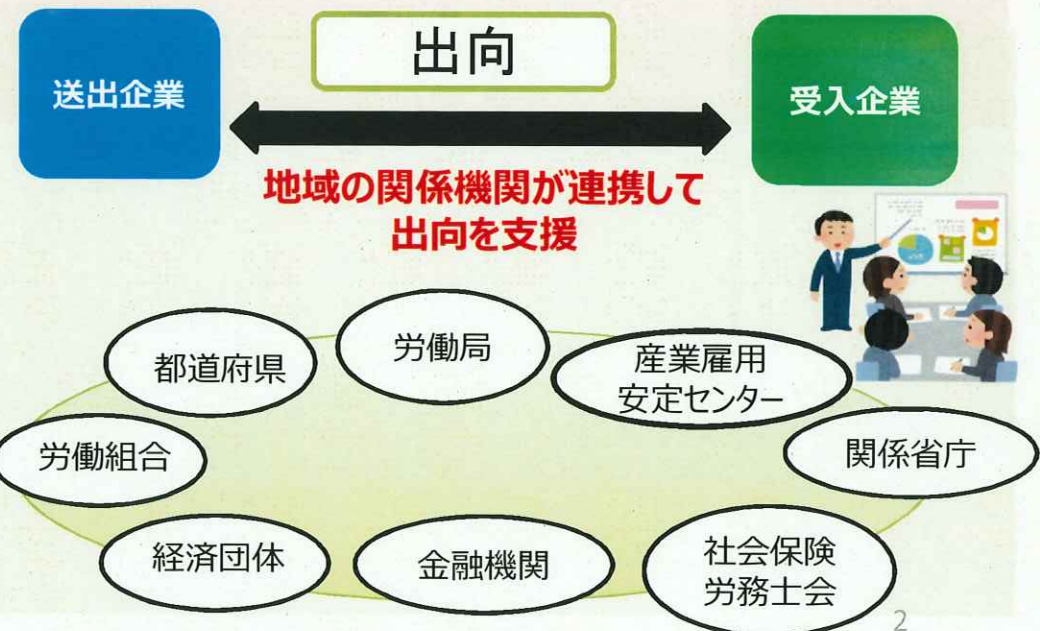 送出企業
出向
受入企業
地域の関係機関が連携して
出向を支援
都道府県
労働局
産業雇用
安定センター
労働組合
関係省庁
経済団体
金融機関
社会保険
労務士会
2